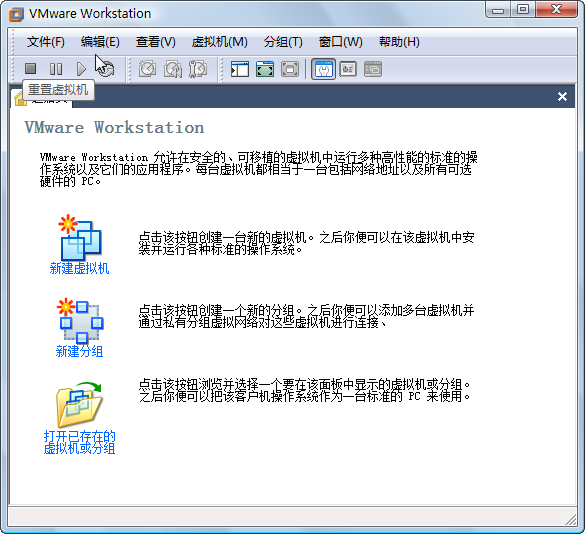 VMware Workstation
文件(F) 编辑(E) 查看(V) 虚拟机(M) 分组(T) 窗口(W) 帮助(H)
重置虚拟机
VMware Workstation
VMware Workstation 允许在安全的、可移植的虚拟机中运行多种高性能的标准的操
作系统以及它们的应用程序。每台虚拟机都相当于一台包括网络地址以及所有可选
硬件的 PC。
新建虚拟机
点击该按钮创建一台新的虚拟机。之后你便可以在该虚拟机中安
装并运行各种标准的操作系统。
新建分组
点击该按钮创建一个新的分组。之后你便可以添加多台虚拟机并
通过私有分组虚拟网络对这些虚拟机进行连接、
打开已存在的
虚拟机或分组
点击该按钮浏览并选择一个要在该面板中显示的虚拟机或分组。
之后你便可以把该客户机操作系统作为一台标准的 PC 来使用。